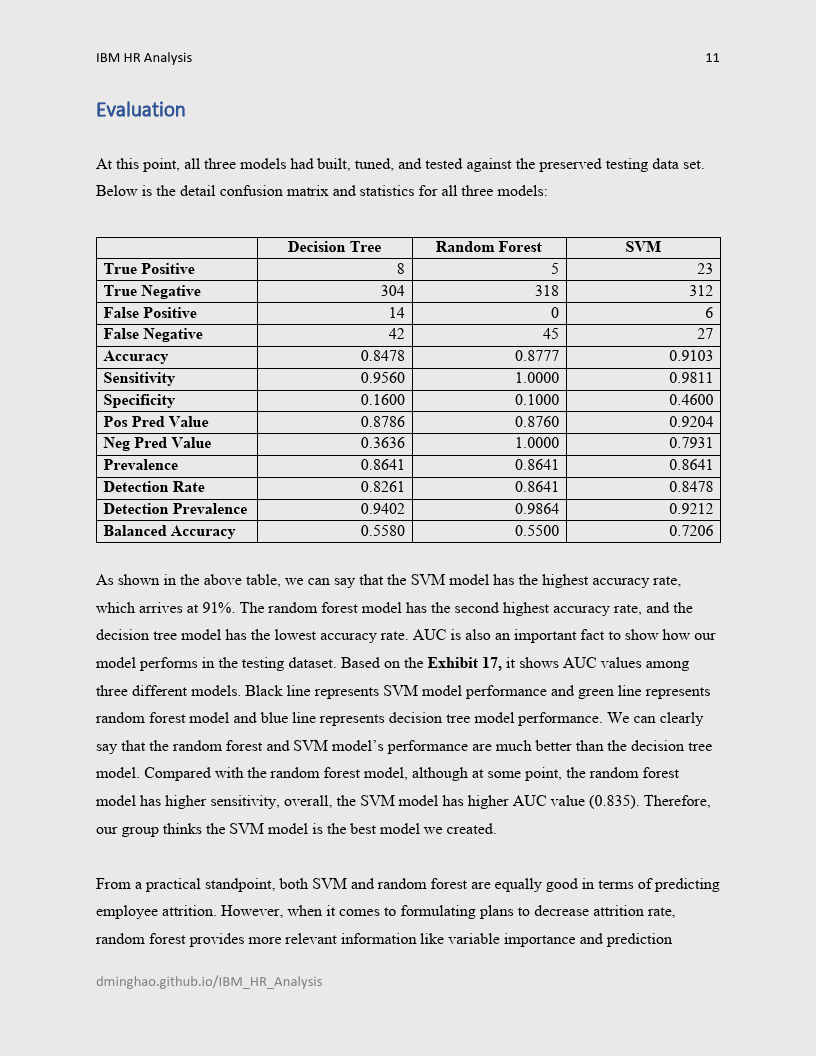 IBM HR Analysis 11
Evaluation
At this point, all three models had built, tuned, and tested against the preserved testing data set.
Below is the detail confusion matrix and statistics for all three models:
Decision Tree Random Forest SVM
True Positive 8 5 23
True Negative 304 318 312
False Positive 14 0 6
False Negative 42 45 27
Accuracy 0.8478 0.8777 0.9103
Sensitivity 0.9560 1.0000 0.9811
Specificity 0.1600 0.1000 0.4600
Pos Pred Value 0.8786 0.8760 0.9204
Neg Pred Value 0.3636 1.0000 0.7931
Prevalence 0.8641 0.8641 0.8641
Detection Rate 0.8261 0.8641 0.8478
Detection Prevalence 0.9402 0.9864 0.9212
Balanced Accuracy 0.5580 0.5500 0.7206
As shown in the above table, we can say that the SVM model has the highest accuracy rate,
which arrives at 91%. The random forest model has the second highest accuracy rate, and the
decision tree model has the lowest accuracy rate. AUC is also an important fact to show how our
model performs in the testing dataset. Based on the Exhibit 17, it shows AUC values among
three different models. Black line represents SVM model performance and green line represents
random forest model and blue line represents decision tree model performance. We can clearly
say that the random forest and SVM model’s performance are much better than the decision tree
model. Compared with the random forest model, although at some point, the random forest
model has higher sensitivity, overall, the SVM model has higher AUC value (0.835). Therefore,
our group thinks the SVM model is the best model we created.
From a practical standpoint, both SVM and random forest are equally good in terms of predicting
employee attrition. However, when it comes to formulating plans to decrease attrition rate,
random forest provides more relevant information like variable importance and prediction
dminghao.github.io/IBM_HR_Analysis